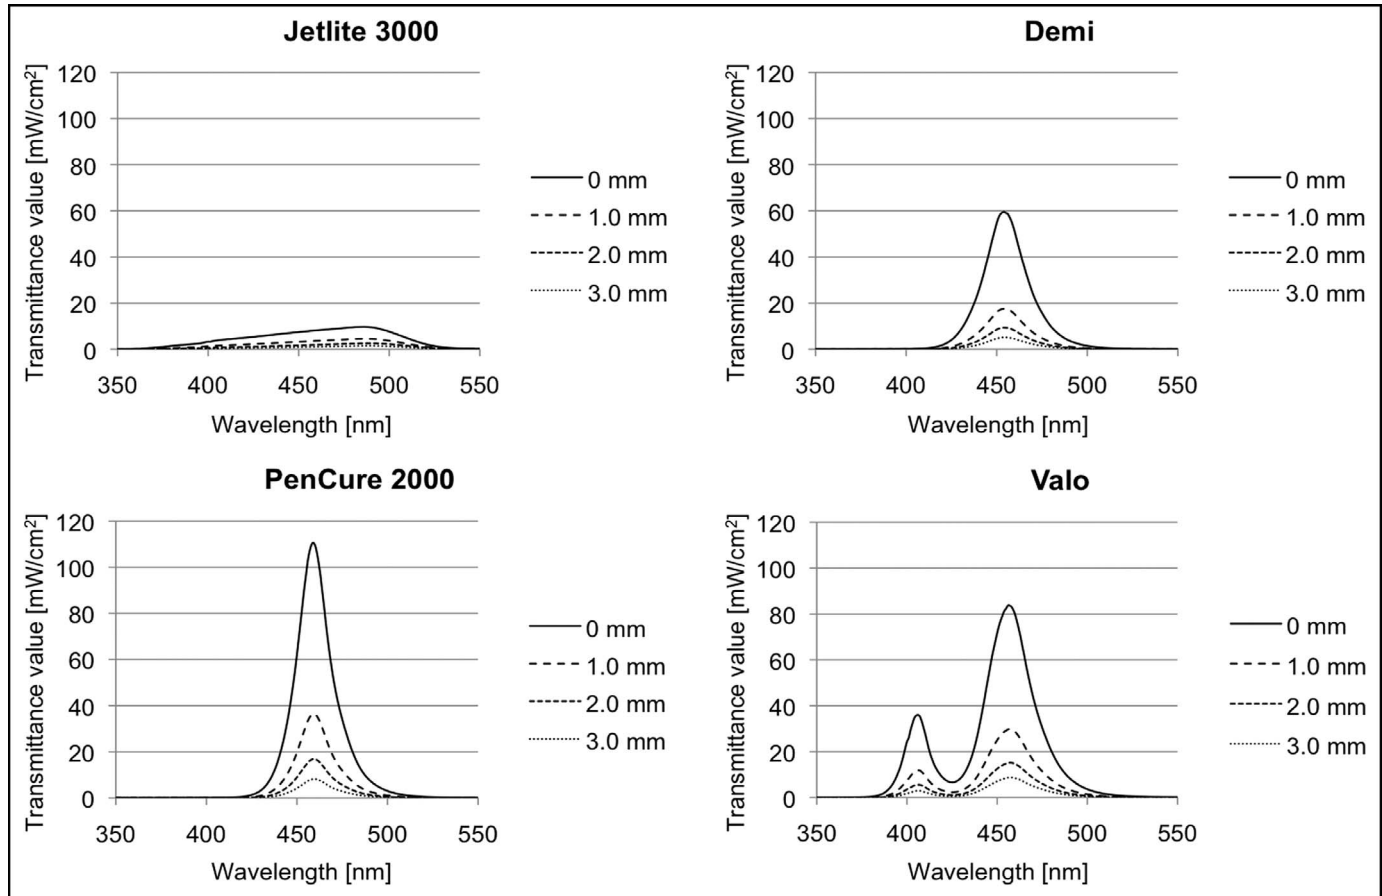 Jetlite 3000
Transmittance value [mW/cm²]
120
100
80
60
40
20
0
350 400 450 500 550
Wavelength [nm]
0 mm
1.0 mm
2.0 mm
3.0 mm
Demi
Transmittance value [mW/cm²]
120
100
80
60
40
20
0
350 400 450 500 550
Wavelength [nm]
0 mm
1.0 mm
2.0 mm
3.0 mm
PenCure 2000
Transmittance value [mW/cm²]
120
100
80
60
40
20
0
350 400 450 500 550
Wavelength [nm]
0 mm
1.0 mm
2.0 mm
3.0 mm
Valo
Transmittance value [mW/cm²]
120
100
80
60
40
20
0
350 400 450 500 550
Wavelength [nm]
0 mm
1.0 mm
2.0 mm
3.0 mm